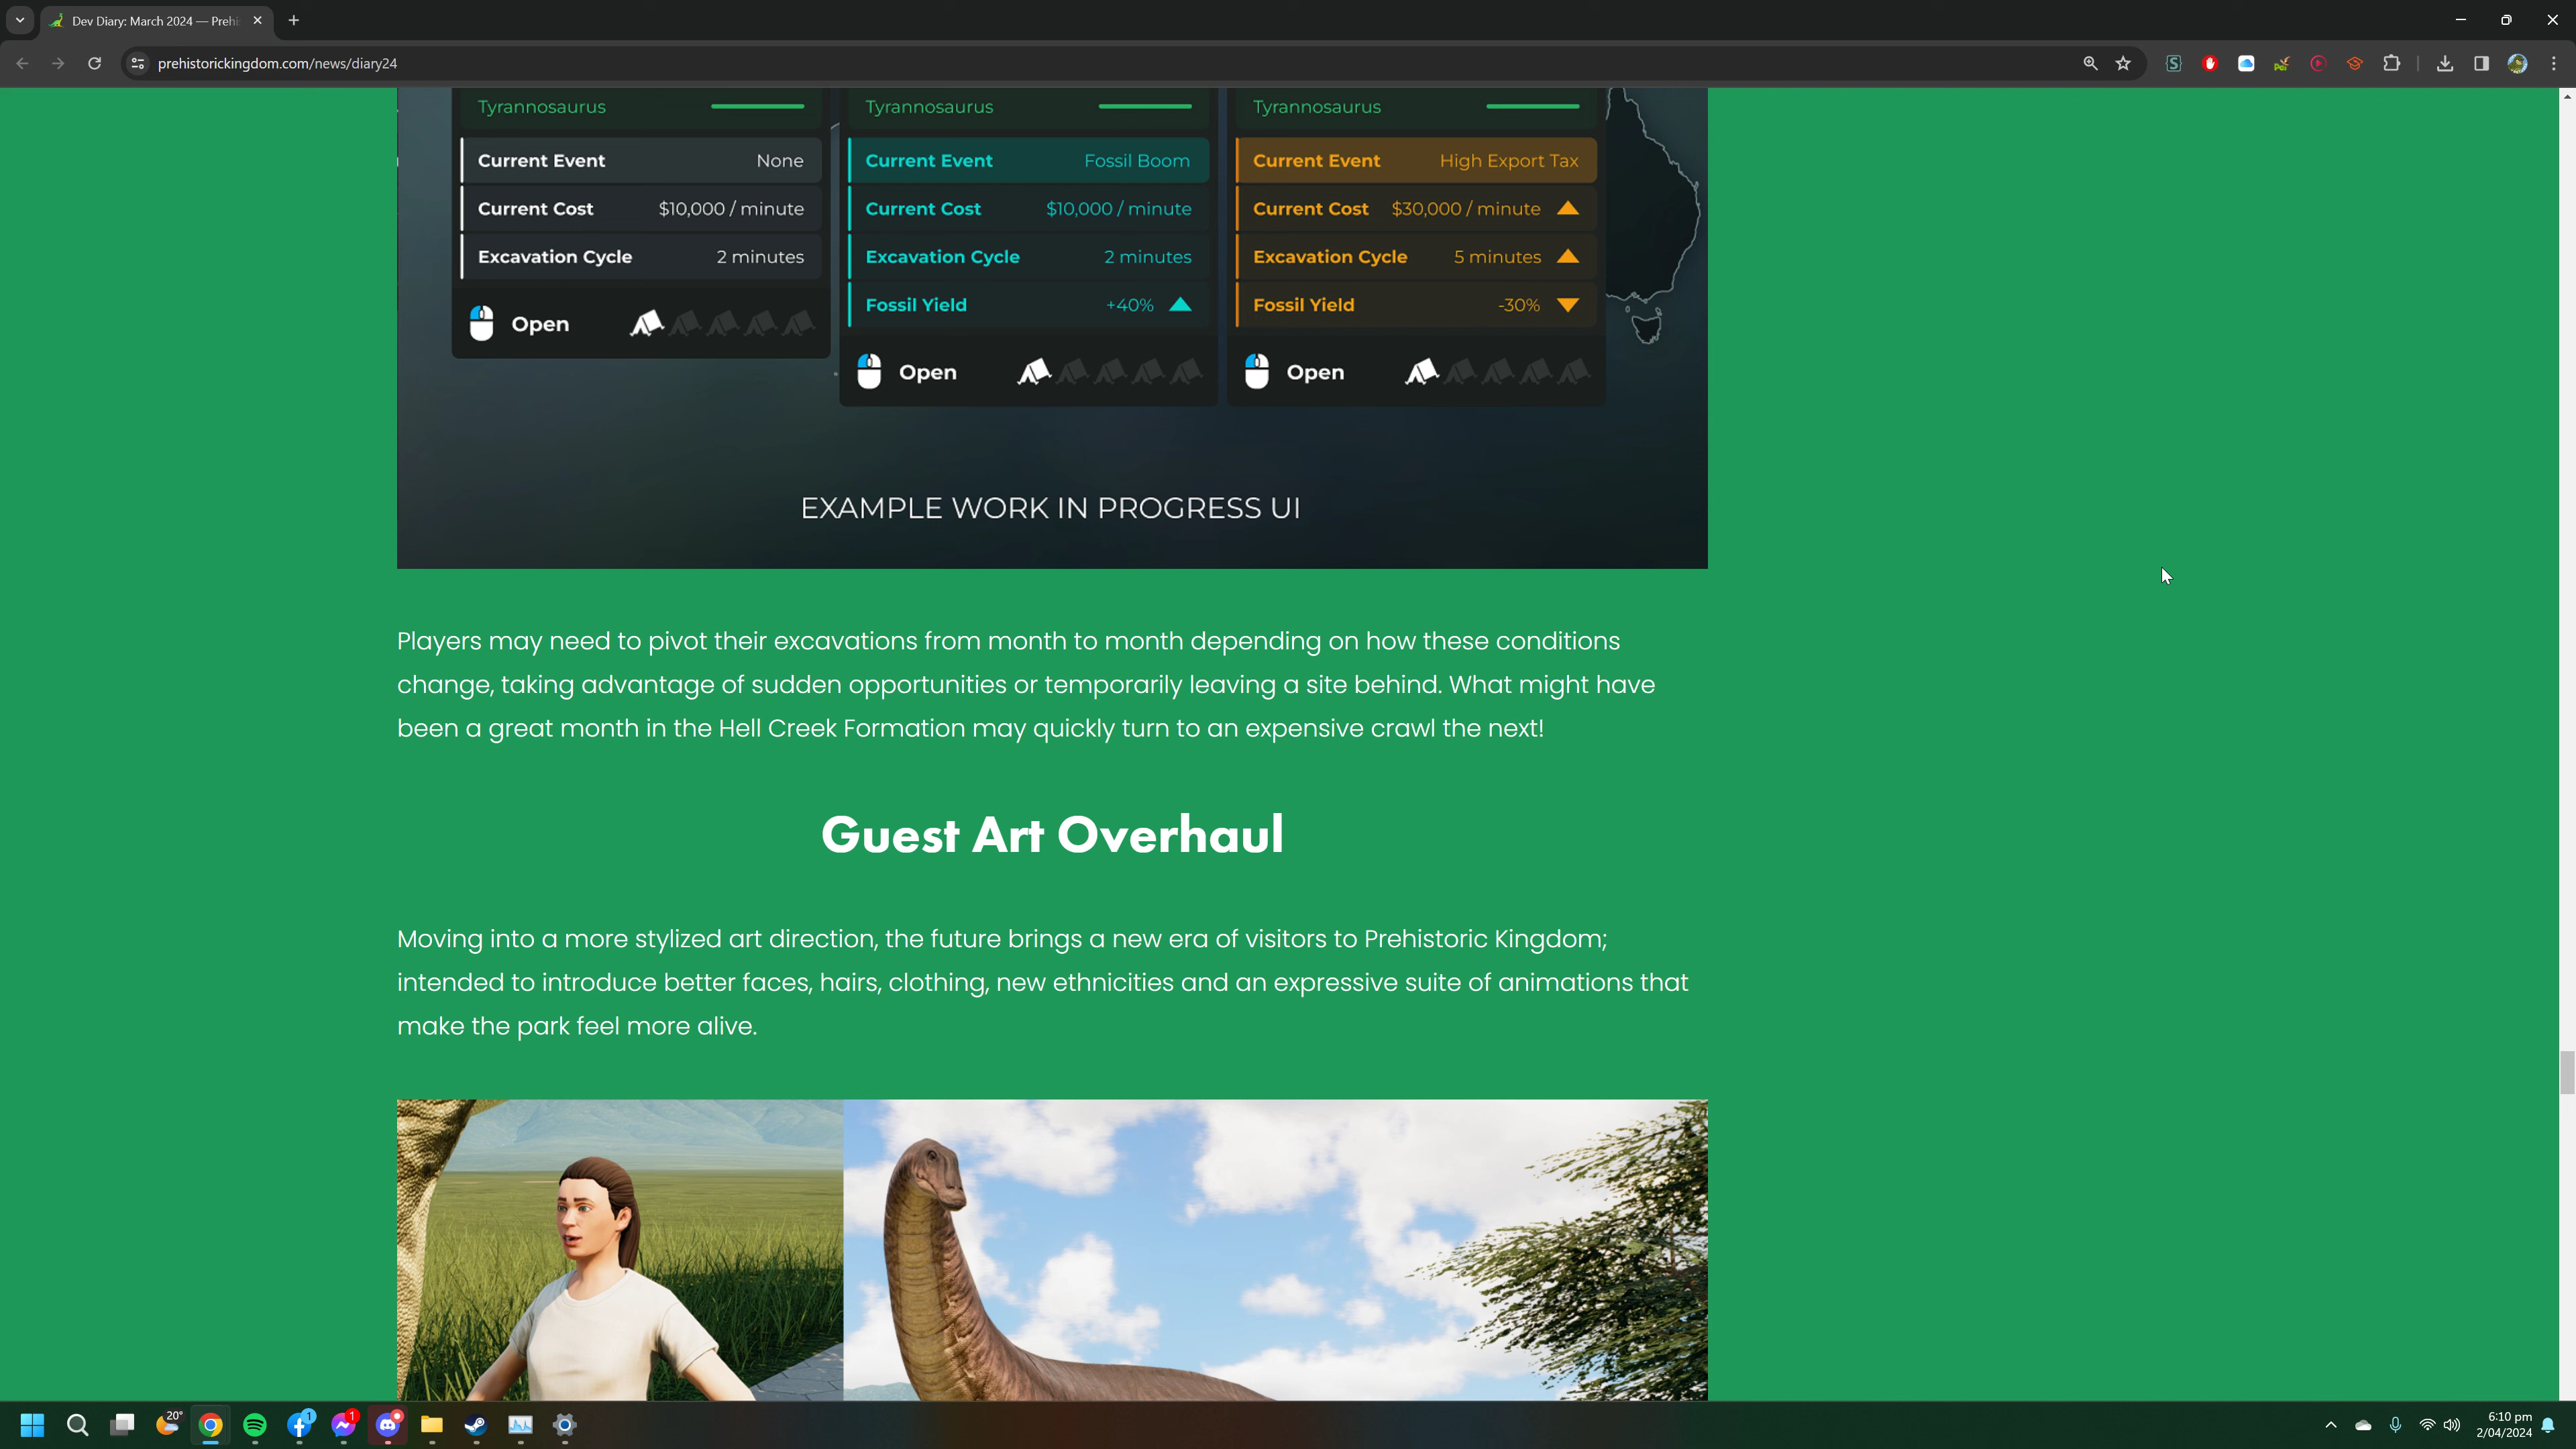 Dev Diary: March 2024 — Prehi
prehistorickingdom.com/news/diary24
Tyrannosaurus
Current Event None
Current Cost $10,000 / minute
Excavation Cycle 2 minutes
Open
Tyrannosaurus
Current Event Fossil Boom
Current Cost $10,000 / minute
Excavation Cycle 2 minutes
Fossil Yield +40%
Open
Tyrannosaurus
Current Event High Export Tax
Current Cost $30,000 / minute
Excavation Cycle 5 minutes
Fossil Yield -30%
Open
EXAMPLE WORK IN PROGRESS UI
Players may need to pivot their excavations from month to month depending on how these conditions
change, taking advantage of sudden opportunities or temporarily leaving a site behind. What might have
been a great month in the Hell Creek Formation may quickly turn to an expensive crawl the next!
Guest Art Overhaul
Moving into a more stylized art direction, the future brings a new era of visitors to Prehistoric Kingdom;
intended to introduce better faces, hairs, clothing, new ethnicities and an expressive suite of animations that
make the park feel more alive.
20°
1
1
6:10 pm
2/04/2024